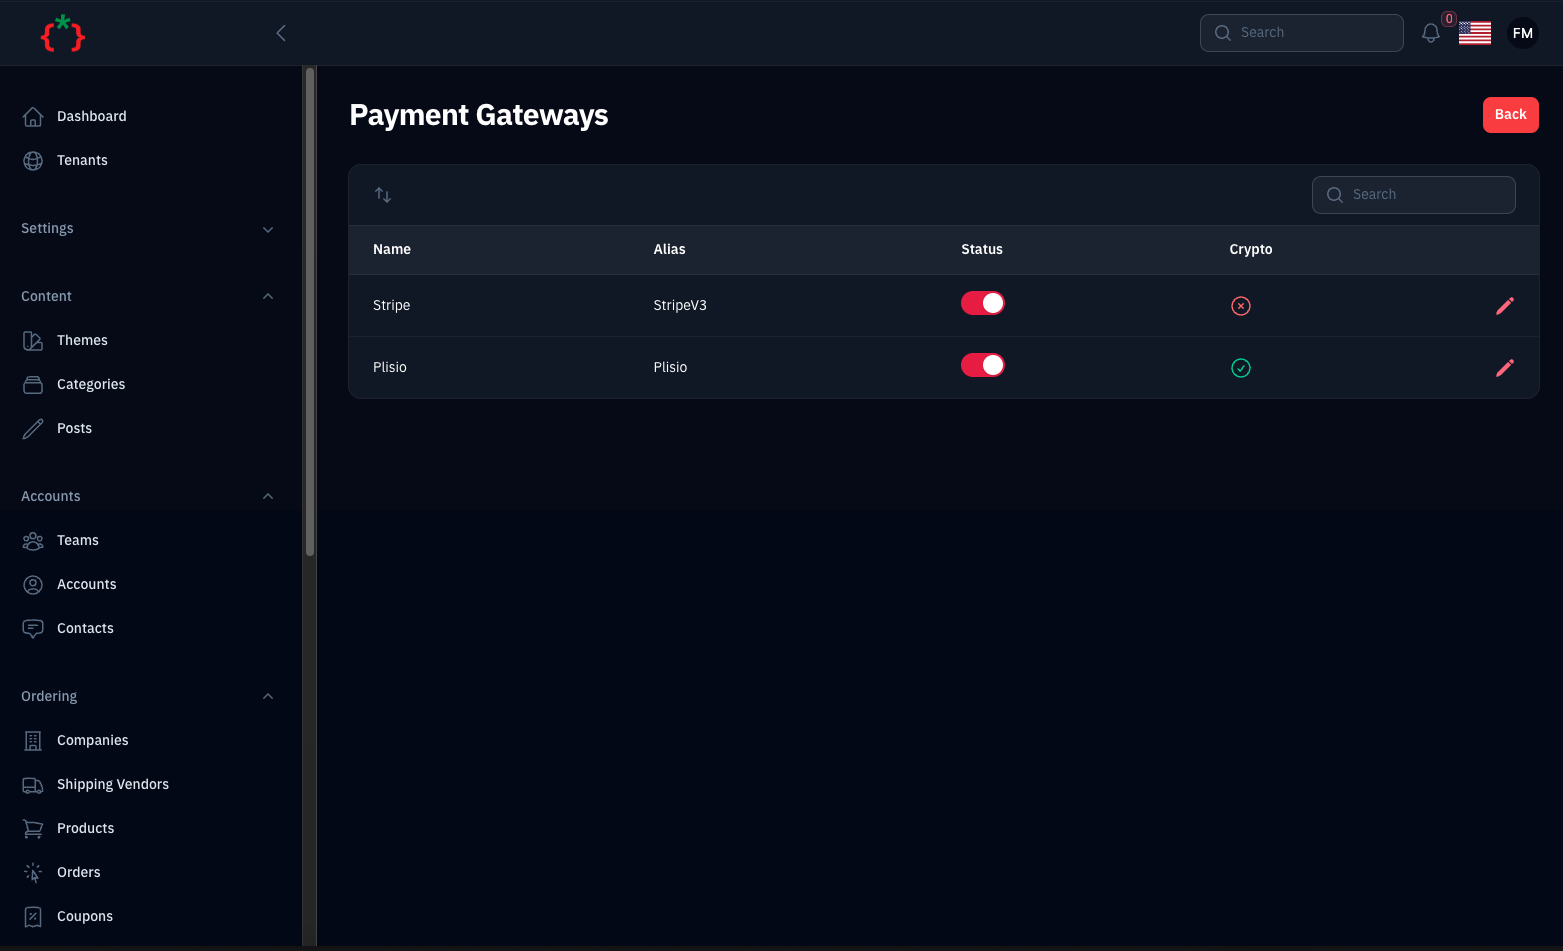 Search
0
FM
Dashboard
Tenants
Settings
Content
Themes
Categories
Posts
Accounts
Teams
Accounts
Contacts
Ordering
Companies
Shipping Vendors
Products
Orders
Coupons
Payment Gateways
Back
Search
Name Alias Status Crypto
Stripe StripeV3
Plisio Plisio